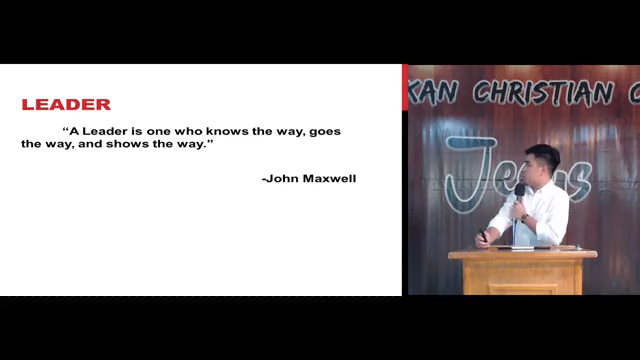 LEADER
“A Leader is one who knows the way, goes
the way, and shows the way.”
-John Maxwell
KAN CHRISTIAN C
Jesus